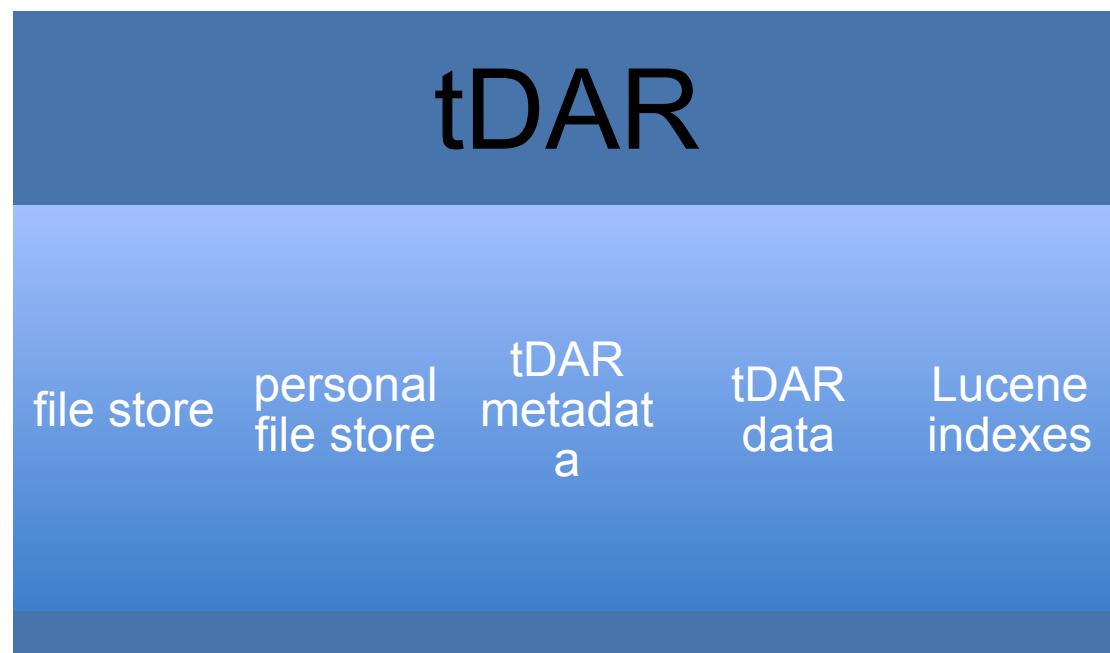 tDAR
file store
personal
file store
tDAR
metadat
a
tDAR
data
Lucene
indexes